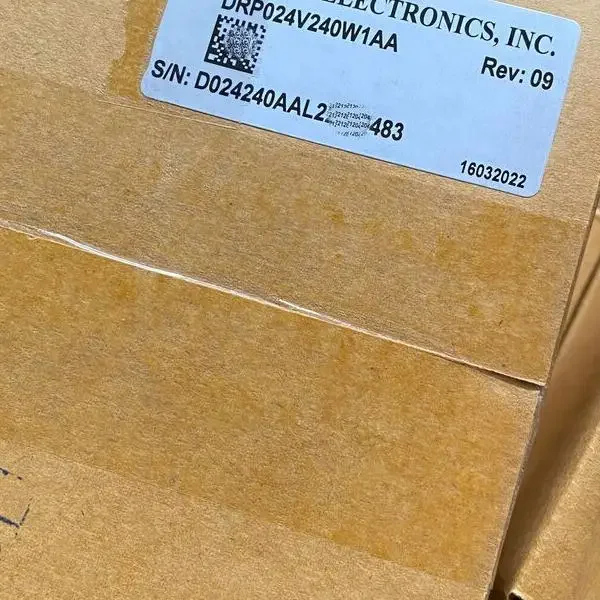 ELECTRONICS, INC.
DRP024V240W1AA
Rev: 09
S/N: D024240AAL2 483
16032022